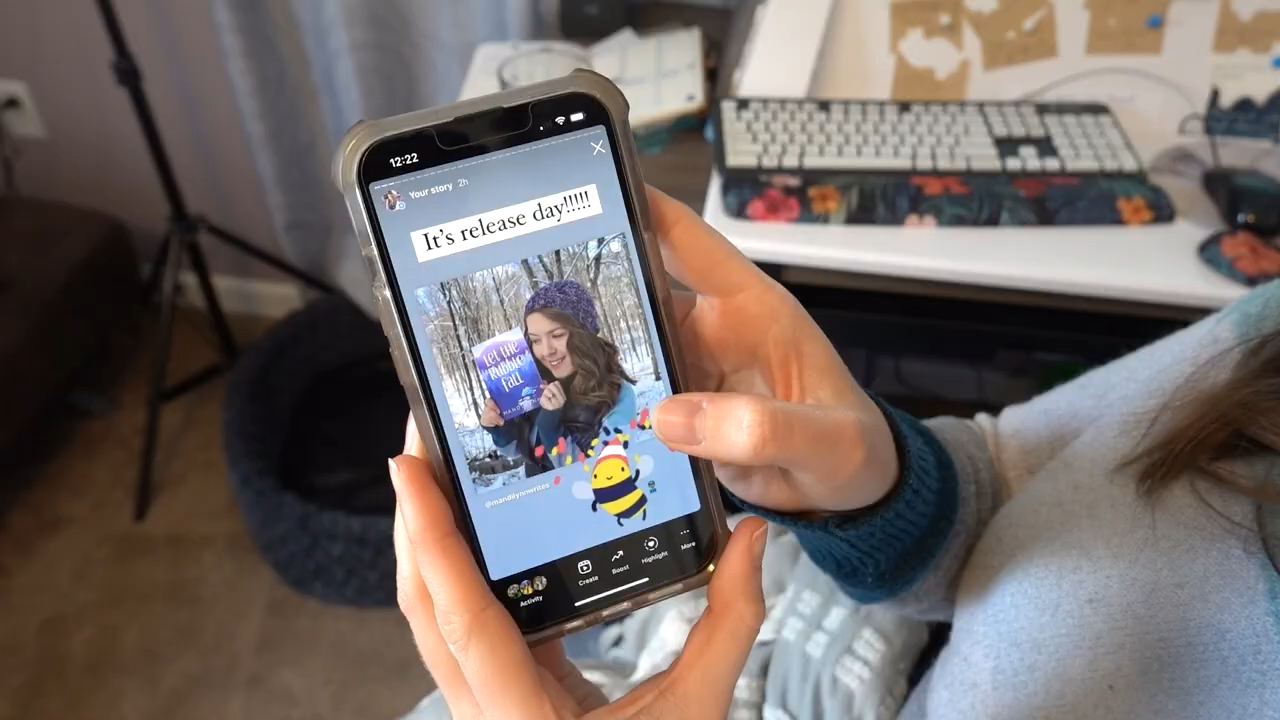 12:22
Your story 2h
It's release day!!!!!
LET THE
RUBBLE
FALL
@mandilynnwrites
Activity
Create
Boost
Highlight
More